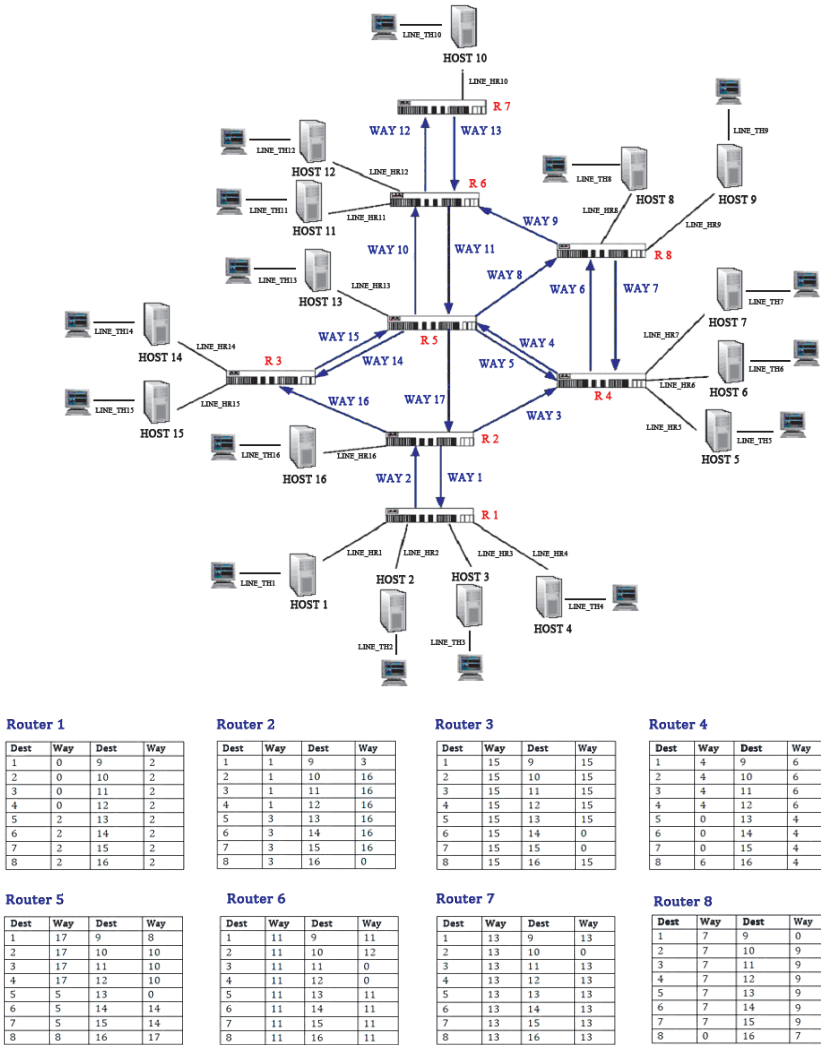 LINE_TH10
HOST 10
LINE_HR10
R 7
WAY 12
WAY 13
LINE_TH9
LINE_TH12
HOST 12
LINE_HR12
R 6
LINE_TH8
HOST 8
HOST 9
LINE_TH11
HOST 11
LINE_HR11
WAY 9
LINE_HR8
LINE_HR9
WAY 10
WAY 11
R 8
LINE_TH13
HOST 13
LINE_HR13
WAY 8
WAY 6
WAY 7
LINE_TH7
HOST 7
LINE_TH14
HOST 14
LINE_HR14
WAY 15
R 5
WAY 4
LINE_HR7
R 3
WAY 14
WAY 5
LINE_TH6
HOST 6
LINE_HR6
LINE_TH15
HOST 15
LINE_HR15
WAY 16
WAY 17
R 4
WAY 3
LINE_HR5
LINE_TH5
HOST 5
LINE_TH16
HOST 16
LINE_HR16
R 2
WAY 2
WAY 1
R 1
LINE_HR1
LINE_HR2
LINE_HR3
LINE_HR4
LINE_TH1
HOST 1
HOST 2
HOST 3
LINE_TH4
HOST 4
LINE_TH2
LINE_TH3
Router 1
Dest Way Dest Way
1 0 9 2
2 0 10 2
3 0 11 2
4 0 12 2
5 2 13 2
6 2 14 2
7 2 15 2
8 2 16 2
Router 2
Dest Way Dest Way
1 1 9 3
2 1 10 16
3 1 11 16
4 1 12 16
5 3 13 16
6 3 14 16
7 3 15 16
8 3 16 0
Router 3
Dest Way Dest Way
1 15 9 15
2 15 10 15
3 15 11 15
4 15 12 15
5 15 13 15
6 15 14 0
7 15 15 0
8 15 16 15
Router 4
Dest Way Dest Way
1 4 9 6
2 4 10 6
3 4 11 6
4 4 12 6
5 0 13 4
6 0 14 4
7 0 15 4
8 6 16 4
Router 5
Dest Way Dest Way
1 17 9 8
2 17 10 10
3 17 11 10
4 17 12 10
5 5 13 0
6 5 14 14
7 5 15 14
8 8 16 17
Router 6
Dest Way Dest Way
1 11 9 11
2 11 10 12
3 11 11 0
4 11 12 0
5 11 13 11
6 11 14 11
7 11 15 11
8 11 16 11
Router 7
Dest Way Dest Way
1 13 9 13
2 13 10 0
3 13 11 13
4 13 12 13
5 13 13 13
6 13 14 13
7 13 15 13
8 13 16 13
Router 8
Dest Way Dest Way
1 7 9 0
2 7 10 9
3 7 11 9
4 7 12 9
5 7 13 9
6 7 14 9
7 7 15 9
8 0 16 7